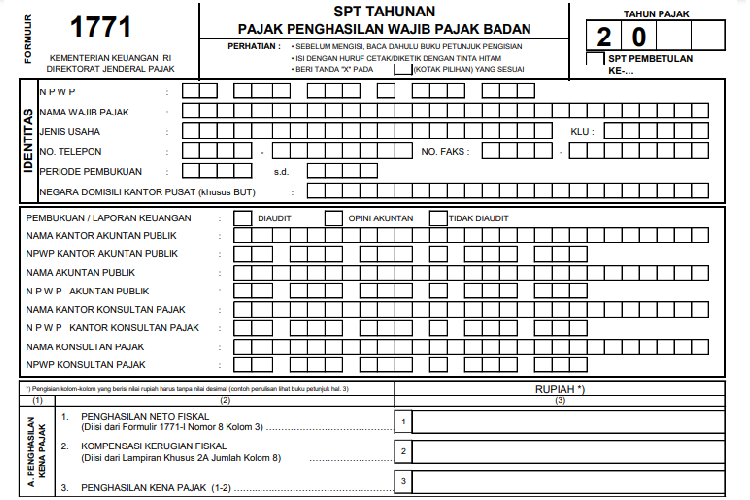 FORMULIR
1771
KEMENTERIAN KEUANGAN RI
DIREKTORAT JENDERAL PAJAK
SPT TAHUNAN
PAJAK PENGHASILAN WAJIB PAJAK BADAN
PERHATIAN : • SEBELUM MENGISI, BACA DAHULU BUKU PETUNJUK PENGISIAN
• ISI DENGAN HURUF CETAK/DIKETIK DENGAN TINTA HITAM
• BERI TANDA "X" PADA (KOTAK PILIHAN) YANG SESUAI
TAHUN PAJAK
2 0
SPT PEMBETULAN
KE-...
IDENTITAS
N P W P :
NAMA WAJIB PAJAK :
JENIS USAHA : KLU :
NO. TELEPON : - NO. FAKS : -
PERIODE PEMBUKUAN : s.d.
NEGARA DOMISILI KANTOR PUSAT (khusus BUT) :
PEMBUKUAN / LAPORAN KEUANGAN : DIAUDIT OPINI AKUNTAN TIDAK DIAUDIT
NAMA KANTOR AKUNTAN PUBLIK :
NPWP KANTOR AKUNTAN PUBLIK :
NAMA AKUNTAN PUBLIK :
N P W P AKUNTAN PUBLIK :
NAMA KANTOR KONSULTAN PAJAK :
N P W P KANTOR KONSULTAN PAJAK :
NAMA KONSULTAN PAJAK :
NPWP KONSULTAN PAJAK :
*) Pengisian kolom-kolom yang berisi nilai rupiah harus tanpa nilai desimal (contoh penulisan lihat buku petunjuk hal. 3)
RUPIAH *)
(1) (2) (3)
A. PENGHASILAN KENA PAJAK
1. PENGHASILAN NETO FISKAL
(Diisi dari Formulir 1771-I Nomor 8 Kolom 3) ........................................ 1
2. KOMPENSASI KERUGIAN FISKAL
(Diisi dari Lampiran Khusus 2A Jumlah Kolom 8) .......................... 2
3. PENGHASILAN KENA PAJAK (1-2) .................................................. 3